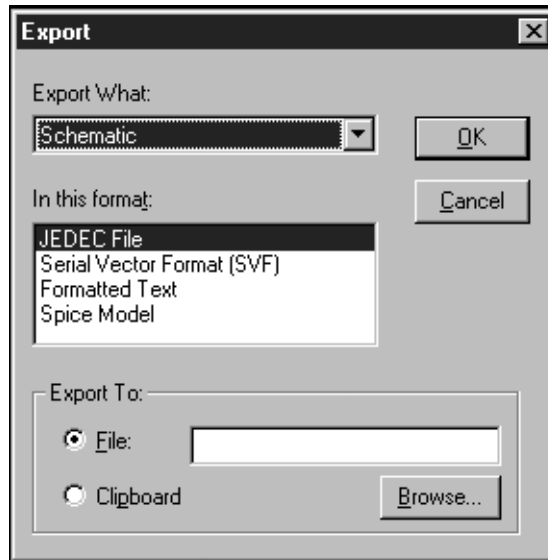 Export
Export What:
Schematic
OK
In this format:
Cancel
JEDEC File
Serial Vector Format (SVF)
Formatted Text
Spice Model
Export To:
File:
Clipboard
Browse...